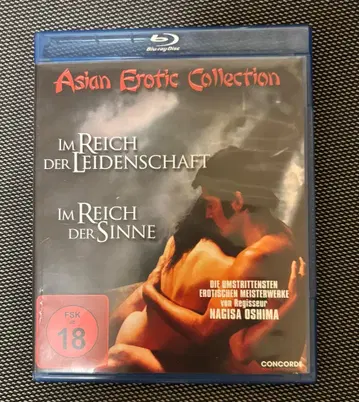 Blu-ray Disc
Asian Erotic Collection
IM REICH
DER LEIDENSCHAFT
IM REICH
DER SINNE
DIE UMSTRITTENSTEN
EROTISCHEN MEISTERWERKE
von Regisseur
NAGISA OSHIMA
FSK
ab
18
CONCORDE